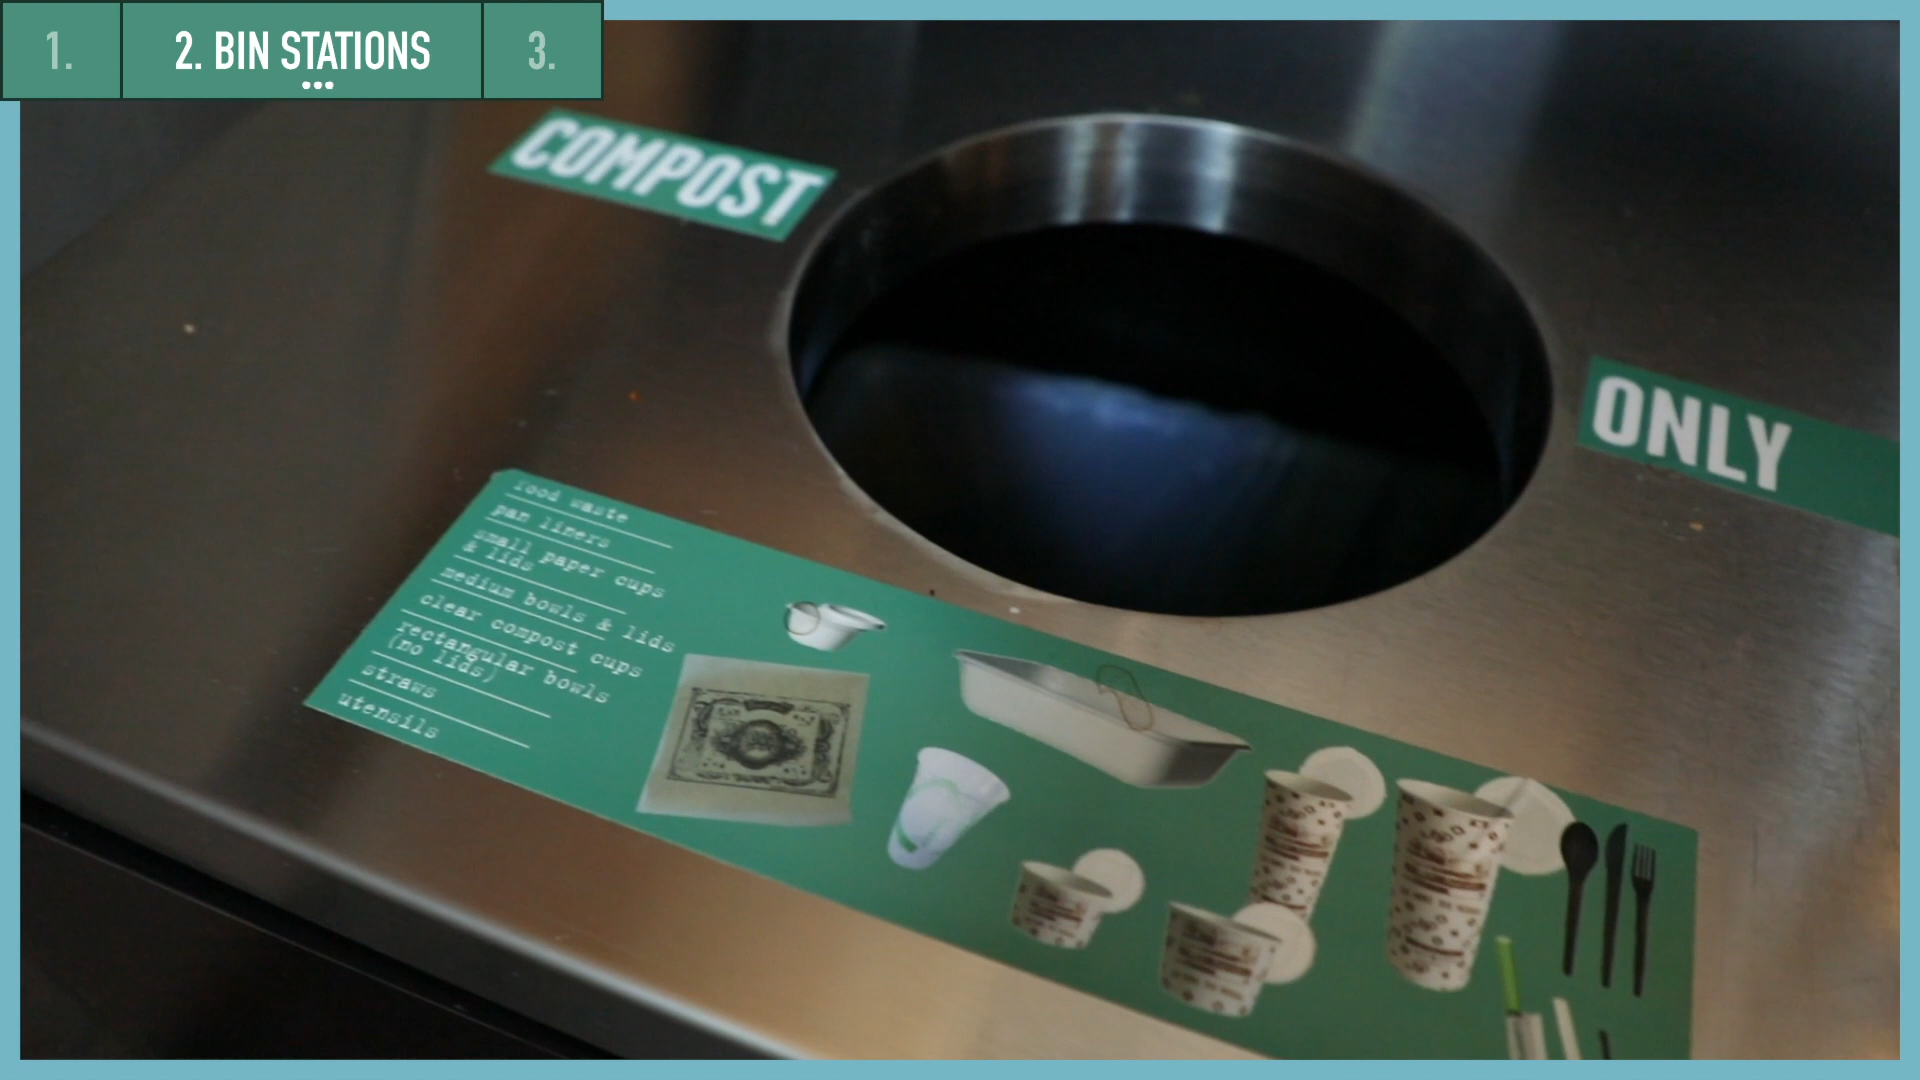 1.
2. BIN STATIONS
3.
COMPOST
ONLY
food waste
pan liners
small paper cups
& lids
medium bowls & lids
clear compost cups
rectangular bowls
(no lids)
straws
utensils